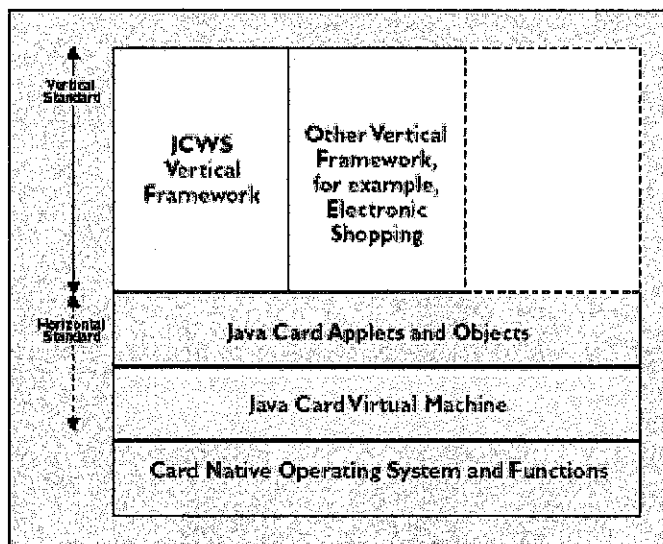 Vertical
Standard
JCWS
Vertical
Framework
Other Vertical
Framework,
for example,
Electronic
Shopping
Horizontal
Standard
Java Card Applets and Objects
Java Card Virtual Machine
Card Native Operating System and Functions